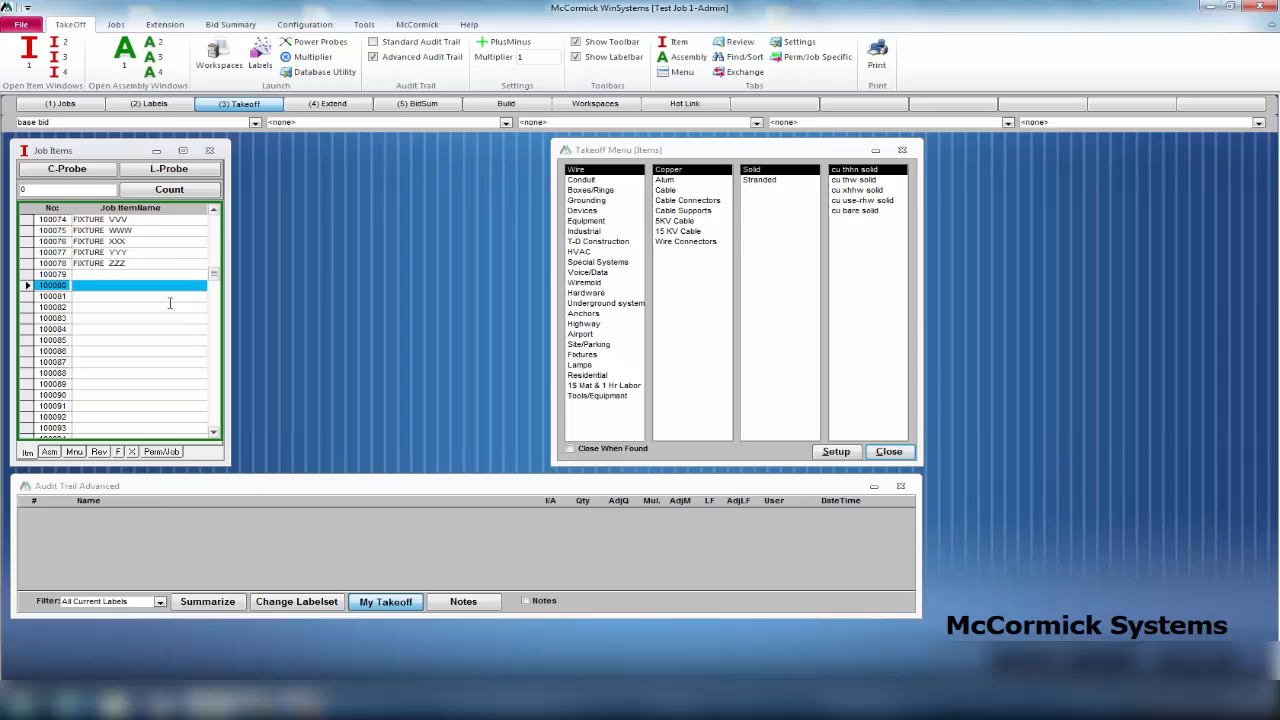 McCormick WinSystems [Test Job 1-Admin]
File TakeOff Jobs Extension Bid Summary Configuration Tools McCormick Help
I 1 I 2 I 3 I 4
Open Item Windows
A 1 A 2 A 3 A 4
Open Assembly Windows
Workspaces Labels
Power Probes
Multiplier
Database Utility
Launch
Standard Audit Trail
Advanced Audit Trail
Audit Trail
PlusMinus
Multiplier 1
Settings
Show Toolbar
Show Labelbar
Toolbars
Item Review Settings
Assembly Find/Sort Perm/Job Specific
Menu Exchange
Tabs
Print
Print
(1) Jobs (2) Labels (3) Takeoff (4) Extend (5) BidSum Build Workspaces Hot Link
base bid <none> <none> <none> <none>
Job Items
C-Probe L-Probe
0 Count
No: Job ItemName
100074 FIXTURE VVV
100075 FIXTURE WWW
100076 FIXTURE XXX
100077 FIXTURE YYY
100078 FIXTURE ZZZ
100079
100080
100081
100082
100083
100084
100085
100086
100087
100088
100089
100090
100091
100092
100093
Itm Asm Mnu Rev F X Perm/Job
Takeoff Menu [Items]
Wire
Conduit
Boxes/Rings
Grounding
Devices
Equipment
Industrial
T-D Construction
HVAC
Special Systems
Voice/Data
Wiremold
Hardware
Underground system
Anchors
Highway
Airport
Site/Parking
Fixtures
Lamps
Residential
1$ Mat & 1 Hr Labor
Tools/Equipment
Copper
Alum
Cable
Cable Connectors
Cable Supports
5KV Cable
15 KV Cable
Wire Connectors
Solid
Stranded
cu thhn solid
cu thw solid
cu xhhw solid
cu use-rhw solid
cu bare solid
Close When Found Setup Close
Audit Trail Advanced
# Name I/A Qty AdjQ Mul. AdjM LF AdjLF User DateTime
Filter: All Current Labels Summarize Change Labelset My Takeoff Notes Notes
McCormick Systems